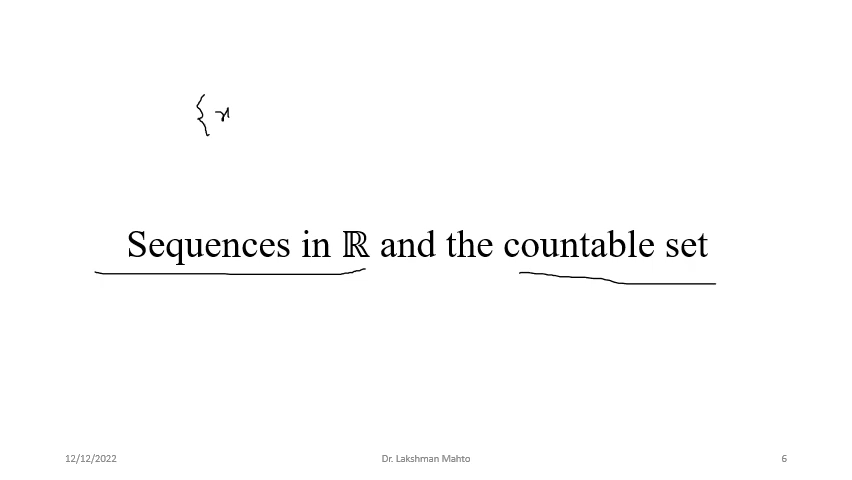 {x
Sequences in ℝ and the countable set
12/12/2022
Dr. Lakshman Mahto
6